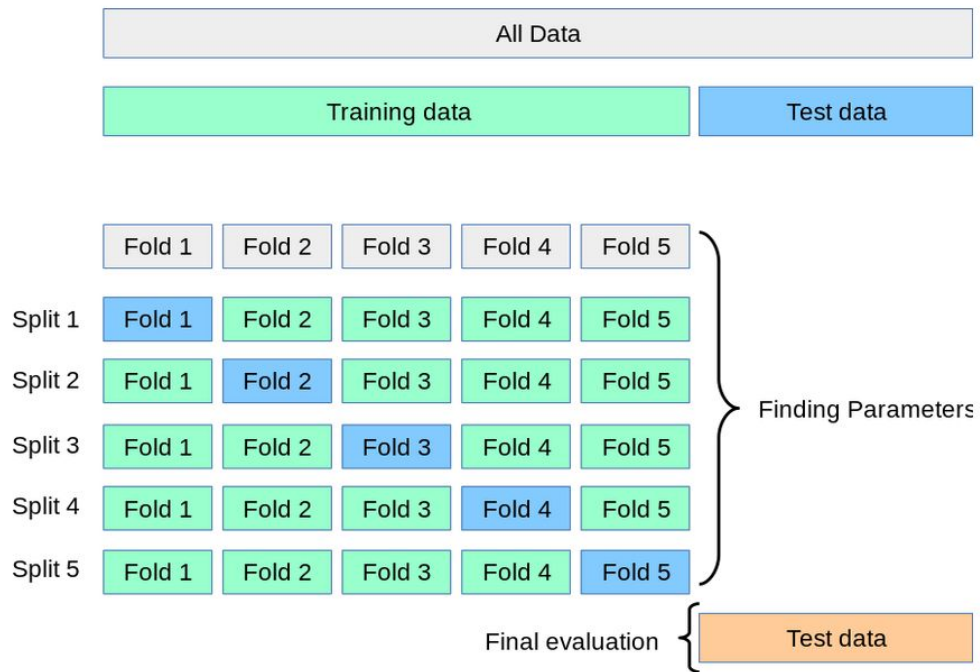 All Data
Training data Test data
Fold 1 Fold 2 Fold 3 Fold 4 Fold 5
Split 1 Fold 1 Fold 2 Fold 3 Fold 4 Fold 5
Split 2 Fold 1 Fold 2 Fold 3 Fold 4 Fold 5
Finding Parameters
Split 3 Fold 1 Fold 2 Fold 3 Fold 4 Fold 5
Split 4 Fold 1 Fold 2 Fold 3 Fold 4 Fold 5
Split 5 Fold 1 Fold 2 Fold 3 Fold 4 Fold 5
Final evaluation Test data